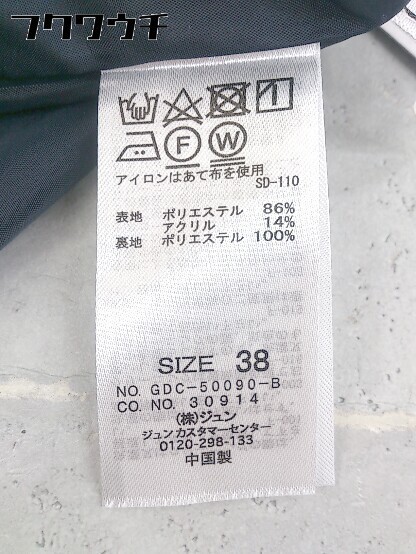 フクワウチ
F
W
アイロンはあて布を使用
SD-110
表地 ポリエステル 86%
アクリル 14%
裏地 ポリエステル 100%
SIZE 38
NO. GDC-50090-B
CO. NO. 30914
(株)ジュン
ジュン カスタマーセンター
0120-298-133
中国製